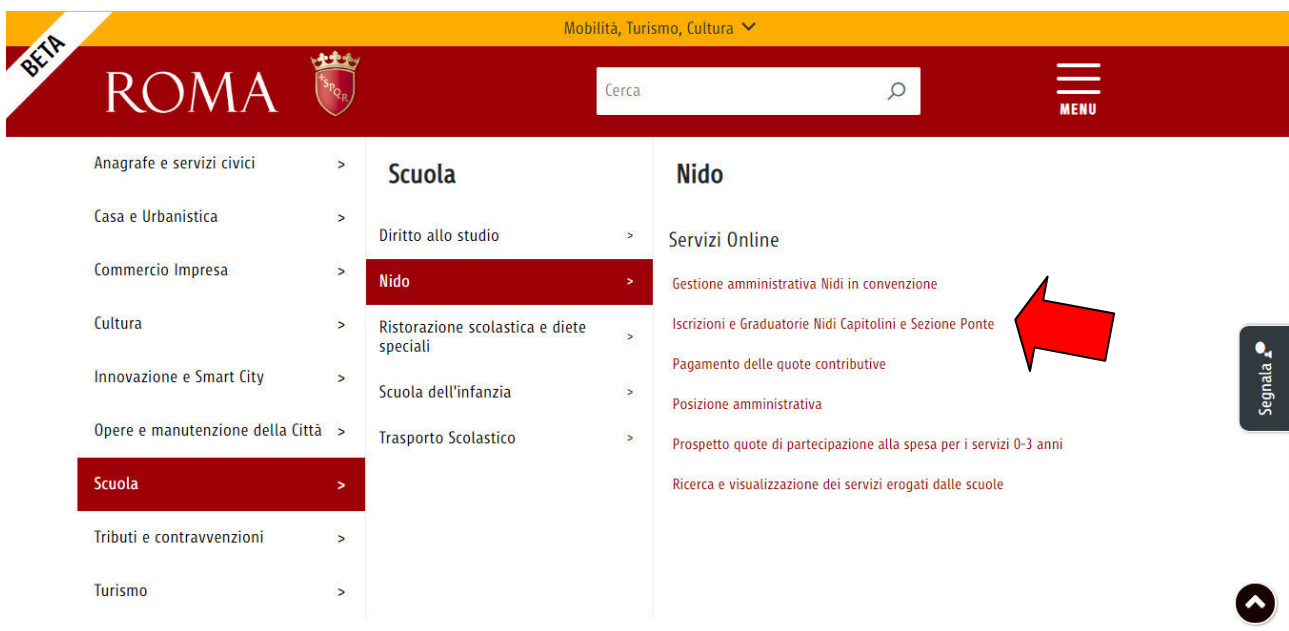 BETA
Mobilità, Turismo, Cultura
ROMA
SPQR
Cerca
MENU
Anagrafe e servizi civici >
Casa e Urbanistica >
Commercio Impresa >
Cultura >
Innovazione e Smart City >
Opere e manutenzione della Città >
Scuola >
Tributi e contravvenzioni >
Turismo >
Scuola
Diritto allo studio >
Nido >
Ristorazione scolastica e diete
speciali >
Scuola dell'infanzia >
Trasporto Scolastico >
Nido
Servizi Online
Gestione amministrativa Nidi in convenzione
Iscrizioni e Graduatorie Nidi Capitolini e Sezione Ponte
Pagamento delle quote contributive
Posizione amministrativa
Prospetto quote di partecipazione alla spesa per i servizi 0-3 anni
Ricerca e visualizzazione dei servizi erogati dalle scuole
Segnala